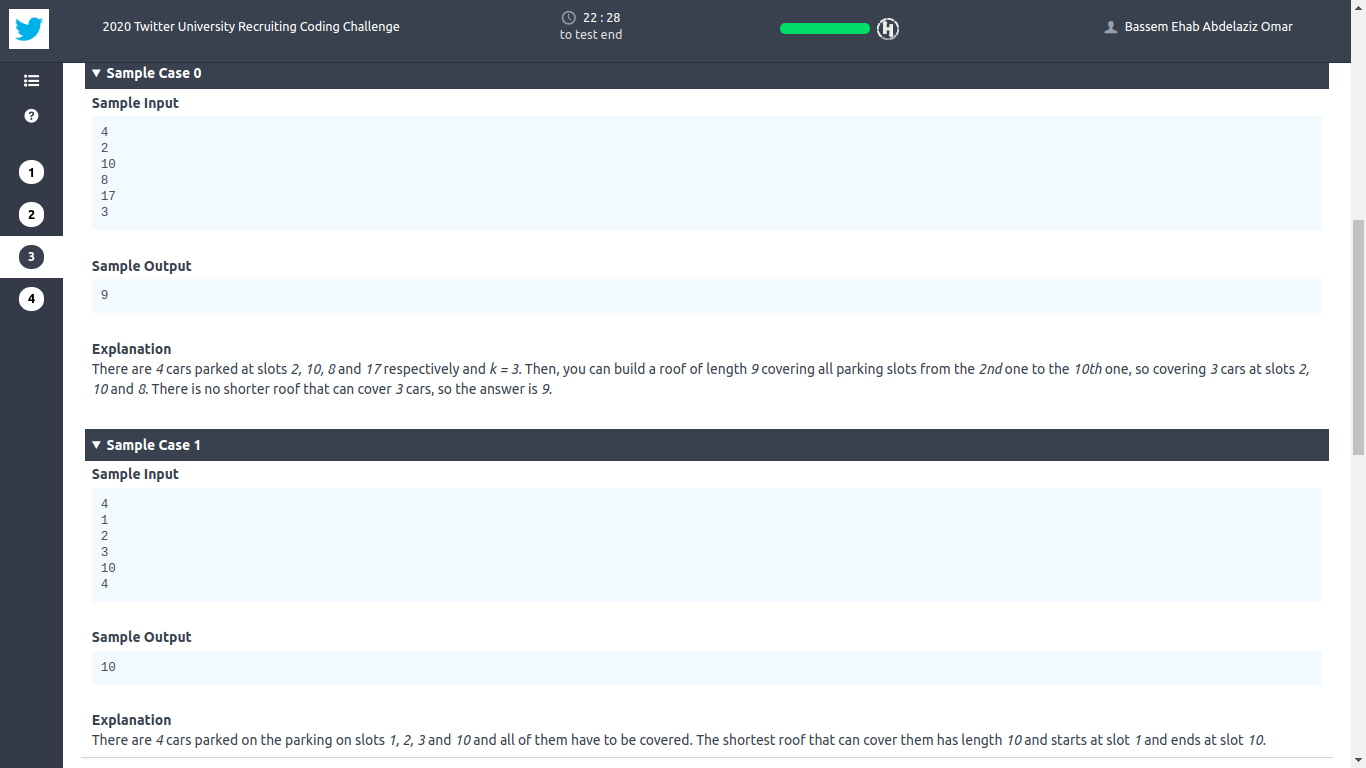 2020 Twitter University Recruiting Coding Challenge
22 : 28
to test end
Bassem Ehab Abdelaziz Omar
?
1
2
3
4
▼ Sample Case 0
Sample Input
4
2
10
8
17
3
Sample Output
9
Explanation
There are 4 cars parked at slots 2, 10, 8 and 17 respectively and k = 3. Then, you can build a roof of length 9 covering all parking slots from the 2nd one to the 10th one, so covering 3 cars at slots 2,
10 and 8. There is no shorter roof that can cover 3 cars, so the answer is 9.
▼ Sample Case 1
Sample Input
4
1
2
3
10
4
Sample Output
10
Explanation
There are 4 cars parked on the parking on slots 1, 2, 3 and 10 and all of them have to be covered. The shortest roof that can cover them has length 10 and starts at slot 1 and ends at slot 10.